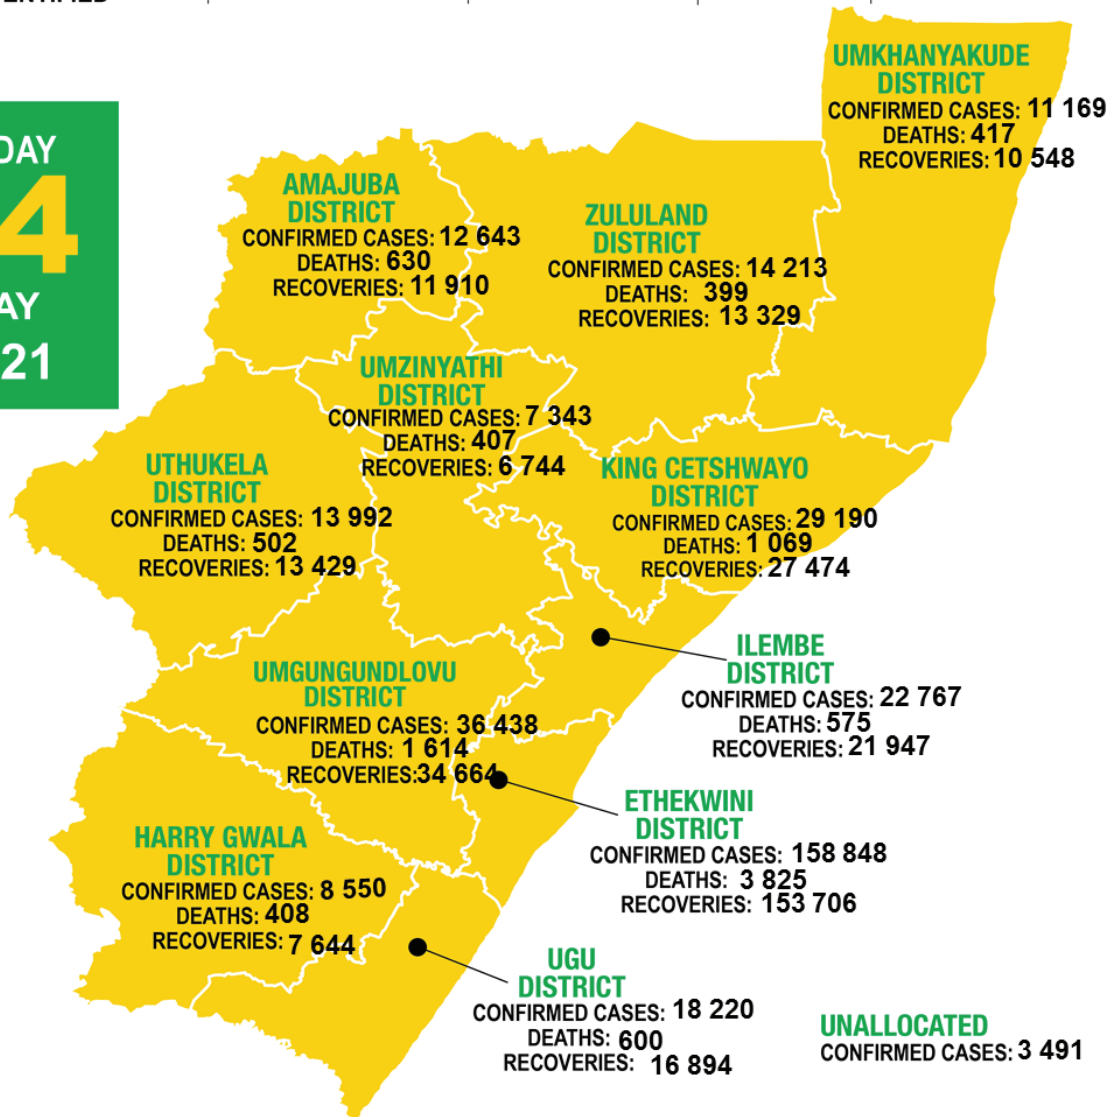 DAY
4
AY
21
UMKHANYAKUDE
DISTRICT
CONFIRMED CASES: 11 169
DEATHS: 417
RECOVERIES: 10 548
AMAJUBA
DISTRICT
CONFIRMED CASES: 12 643
DEATHS: 630
RECOVERIES: 11 910
ZULULAND
DISTRICT
CONFIRMED CASES: 14 213
DEATHS: 399
RECOVERIES: 13 329
UMZINYATHI
DISTRICT
CONFIRMED CASES: 7 343
DEATHS: 407
RECOVERIES: 6 744
UTHUKELA
DISTRICT
CONFIRMED CASES: 13 992
DEATHS: 502
RECOVERIES: 13 429
KING CETSHWAYO
DISTRICT
CONFIRMED CASES: 29 190
DEATHS: 1 069
RECOVERIES: 27 474
ILEMBE
DISTRICT
CONFIRMED CASES: 22 767
DEATHS: 575
RECOVERIES: 21 947
UMGUNGUNDLOVU
DISTRICT
CONFIRMED CASES: 36 438
DEATHS: 1 614
RECOVERIES:34 664
ETHEKWINI
DISTRICT
CONFIRMED CASES: 158 848
DEATHS: 3 825
RECOVERIES: 153 706
HARRY GWALA
DISTRICT
CONFIRMED CASES: 8 550
DEATHS: 408
RECOVERIES: 7 644
UGU
DISTRICT
CONFIRMED CASES: 18 220
DEATHS: 600
RECOVERIES: 16 894
UNALLOCATED
CONFIRMED CASES: 3 491